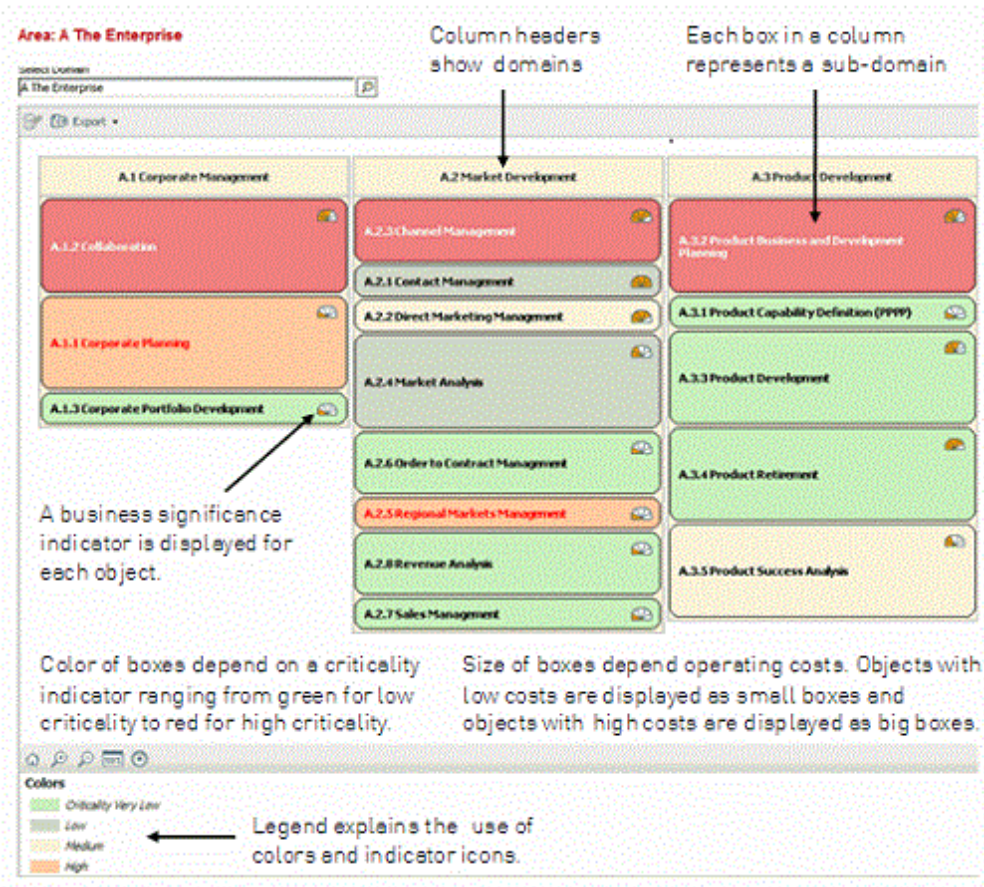 Area: A The Enterprise
Column headers
show domains
Each box in a column
represents a sub-domain
Select Domain
A The Enterprise
Export
A.1 Corporate Management
A.2 Market Development
A.3 Product Development
A.1.2 Collaboration
A.1.1 Corporate Planning
A.1.3 Corporate Portfolio Development
A.2.3 Channel Management
A.2.1 Contact Management
A.2.2 Direct Marketing Management
A.2.4 Market Analysis
A.2.6 Order to Contract Management
A.2.5 Regional Markets Management
A.2.8 Revenue Analysis
A.2.7 Sales Management
A.3.2 Product Business and Development
Planning
A.3.1 Product Capability Definition (PPPP)
A.3.3 Product Development
A.3.4 Product Retirement
A.3.5 Product Success Analysis
A business significance
indicator is displayed for
each object.
Color of boxes depend on a criticality
indicator ranging from green for low
criticality to red for high criticality.
Size of boxes depend operating costs. Objects with
low costs are displayed as small boxes and
objects with high costs are displayed as big boxes.
Colors
Criticality Very Low
Low
Medium
High
Legend explains the use of
colors and indicator icons.